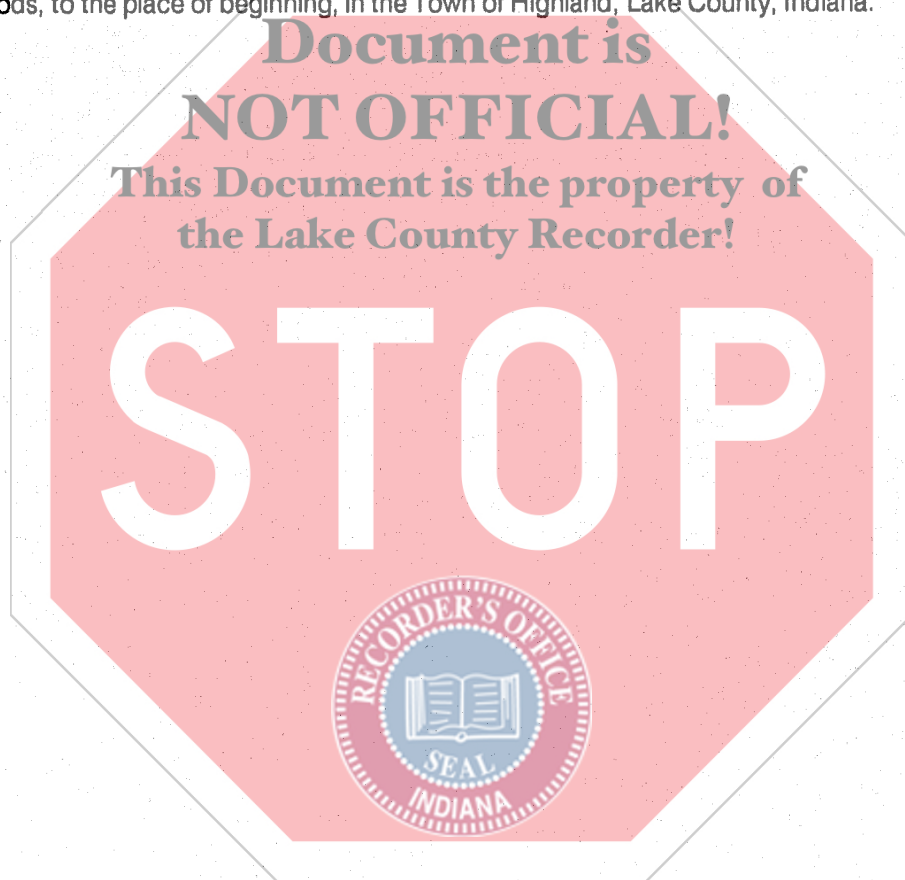 ods, to the place of beginning, in the Town of Highland, Lake County, Indiana.
Document is
NOT OFFICIAL!
This Document is the property of
the Lake County Recorder!
STOP
RECORDER'S OFFICE
SEAL
INDIANA